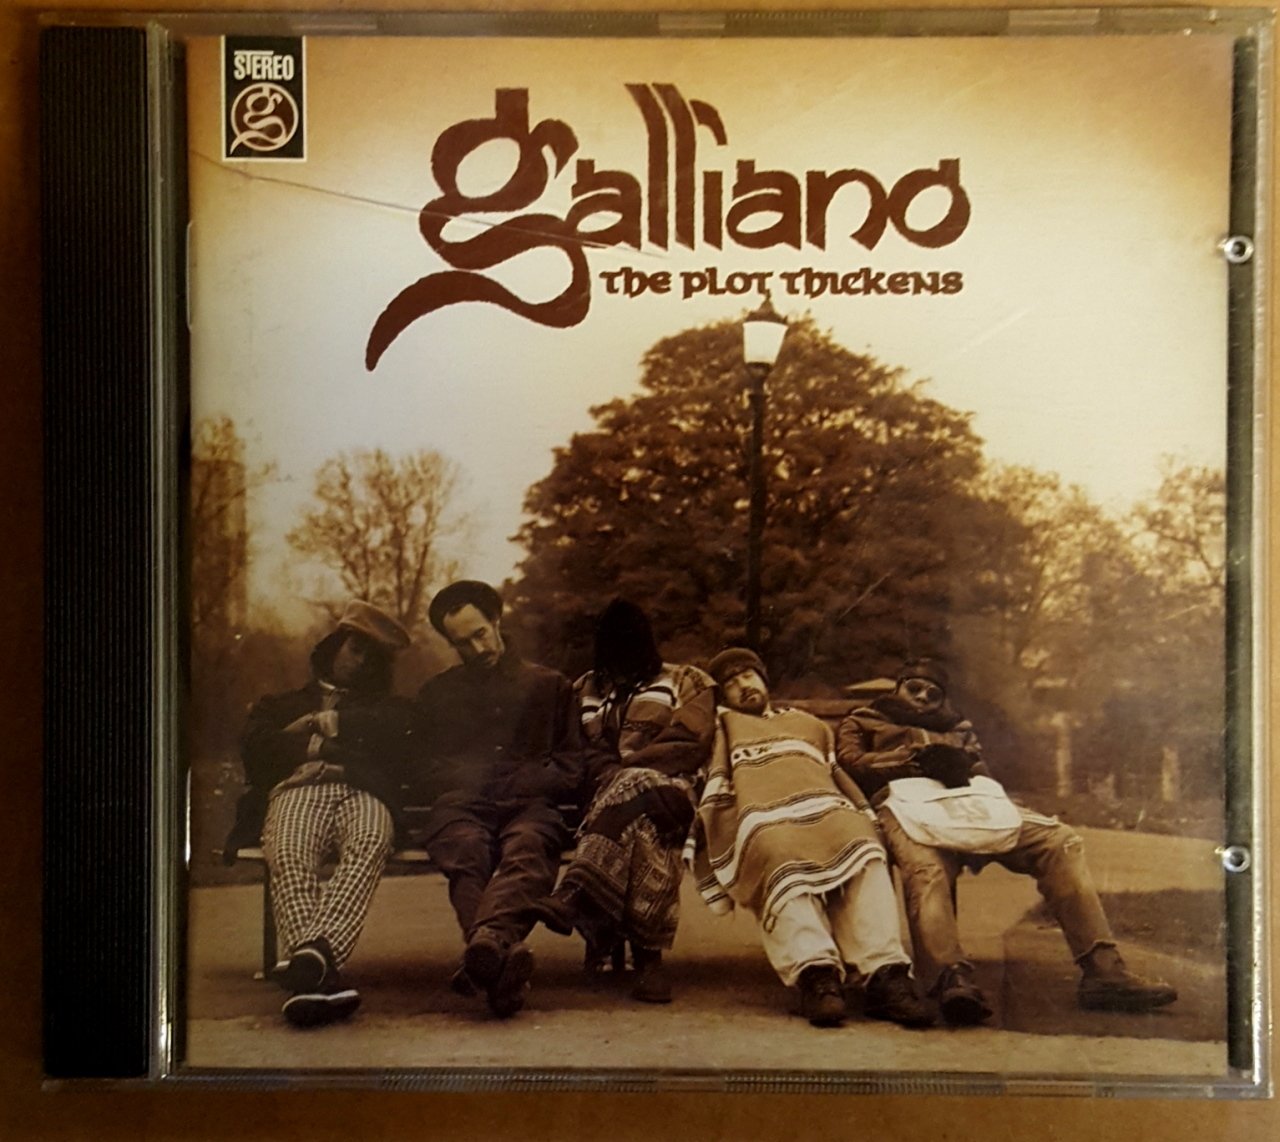 STEREO
g
galliano
the plot thickens